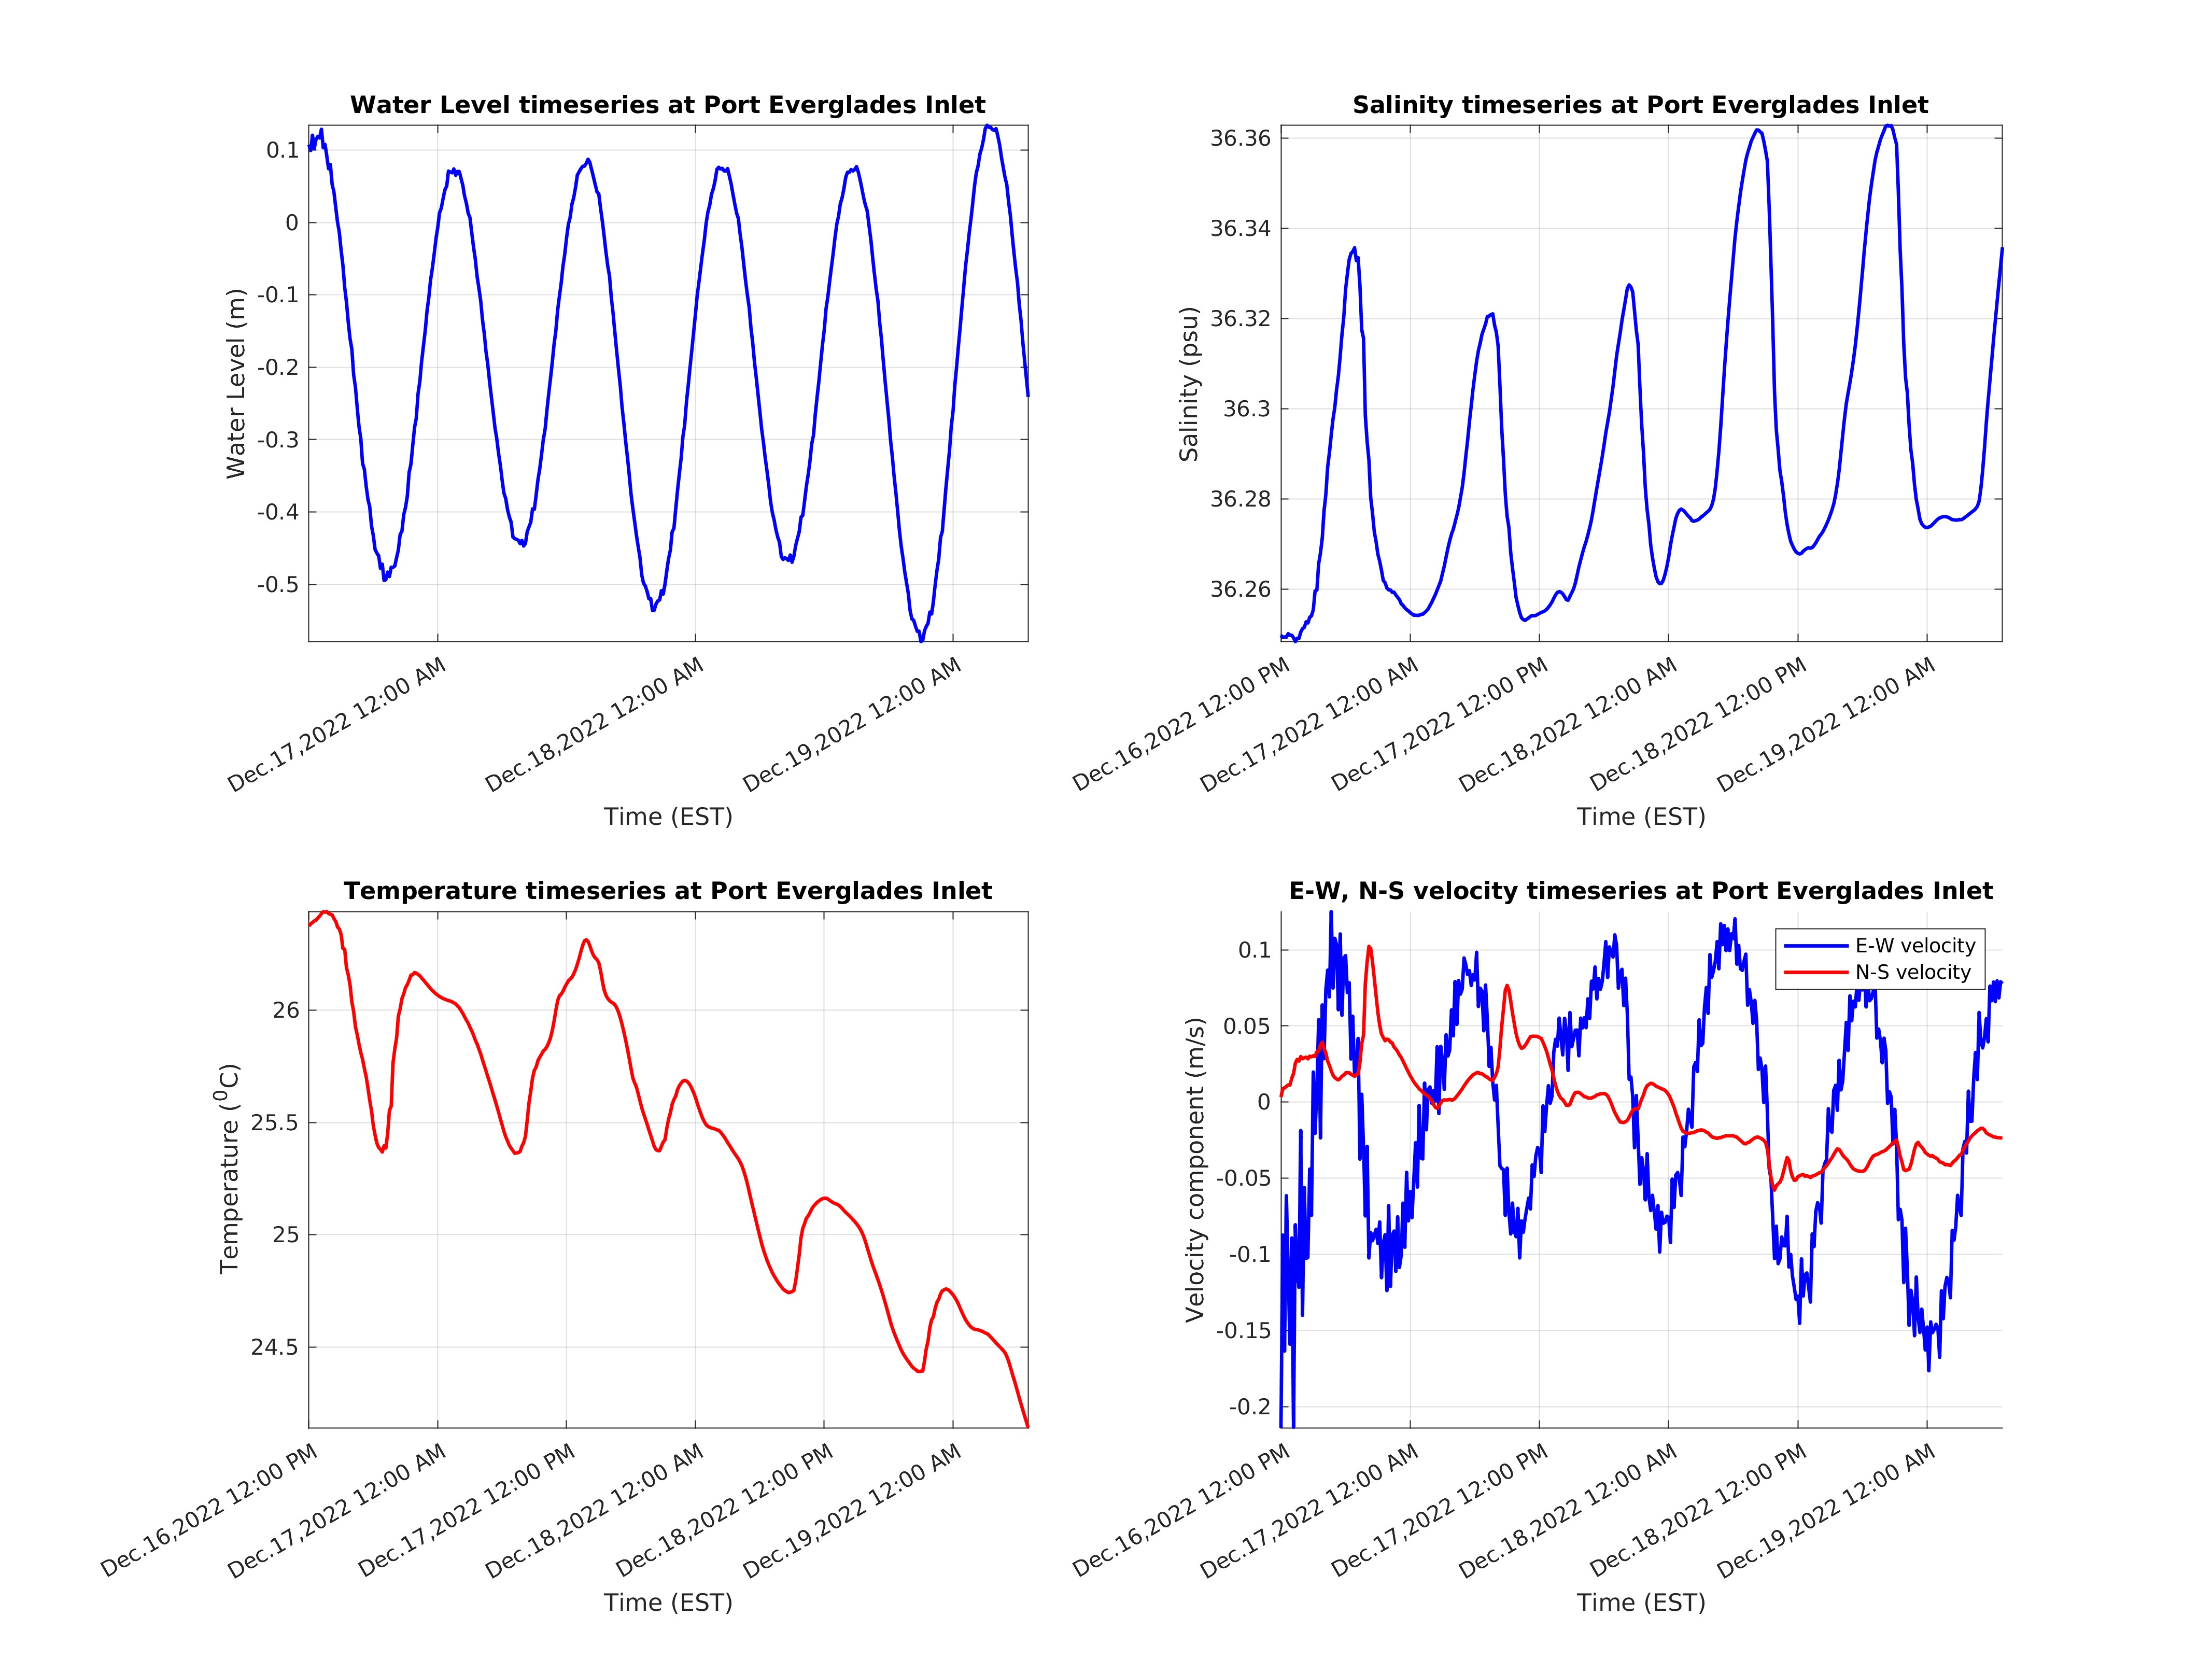 Water Level timeseries at Port Everglades Inlet
Water Level (m)
0.1
0
-0.1
-0.2
-0.3
-0.4
-0.5
Dec.17,2022 12:00 AM
Dec.18,2022 12:00 AM
Dec.19,2022 12:00 AM
Time (EST)
Salinity timeseries at Port Everglades Inlet
Salinity (psu)
36.36
36.34
36.32
36.3
36.28
36.26
Dec.16,2022 12:00 PM
Dec.17,2022 12:00 AM
Dec.17,2022 12:00 PM
Dec.18,2022 12:00 AM
Dec.18,2022 12:00 PM
Dec.19,2022 12:00 AM
Time (EST)
Temperature timeseries at Port Everglades Inlet
Temperature (⁰C)
26
25.5
25
24.5
Dec.16,2022 12:00 PM
Dec.17,2022 12:00 AM
Dec.17,2022 12:00 PM
Dec.18,2022 12:00 AM
Dec.18,2022 12:00 PM
Dec.19,2022 12:00 AM
Time (EST)
E-W, N-S velocity timeseries at Port Everglades Inlet
Velocity component (m/s)
0.1
0.05
0
-0.05
-0.1
-0.15
-0.2
E-W velocity
N-S velocity
Dec.16,2022 12:00 PM
Dec.17,2022 12:00 AM
Dec.17,2022 12:00 PM
Dec.18,2022 12:00 AM
Dec.18,2022 12:00 PM
Dec.19,2022 12:00 AM
Time (EST)